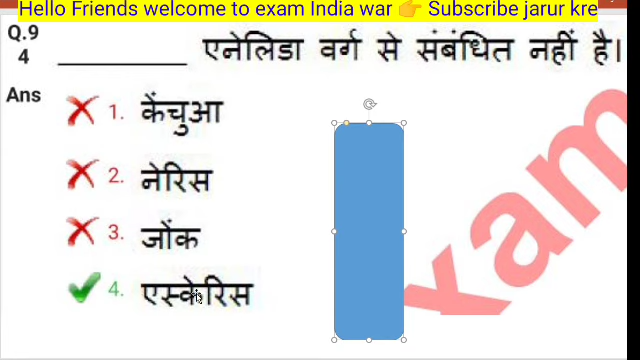 Hello Friends welcome to exam India war 👉 Subscribe jarur kre
Q.9
4 __________ एनेलिडा वर्ग से संबंधित नहीं है।
Ans
1. केंचुआ
2. नेरिस
3. जोंक
4. एस्केरिस
xam